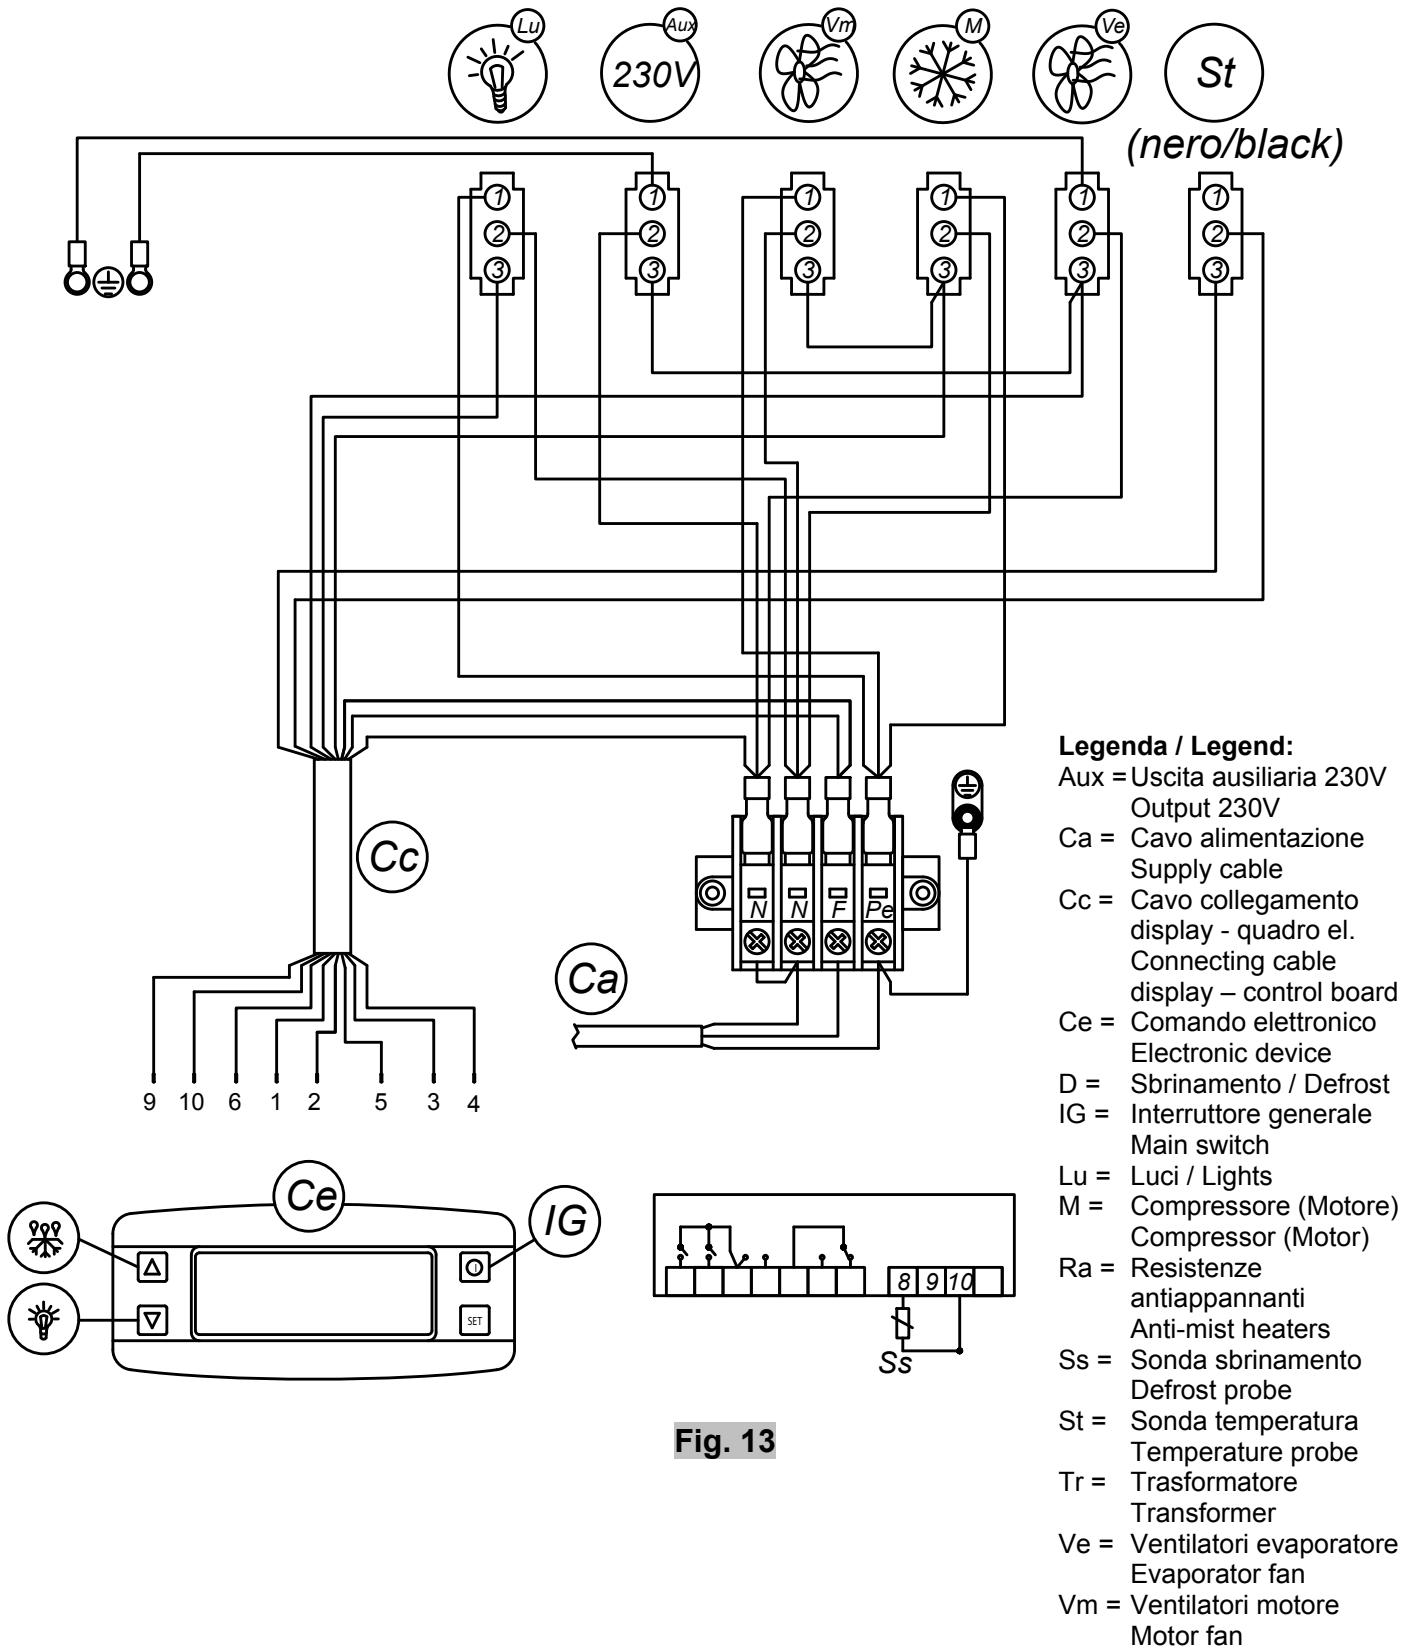 Lu Aux Vm M Ve
230V St
(nero/black)
1 1 1 1 1 1
2 2 2 2 2 2
3 3 3 3 3 3
Cc
N N F Pe
Ca
9 10 6 1 2 5 3 4
Ce
IG
SET
8 9 10
Ss
Fig. 13
Legenda / Legend:
Aux = Uscita ausiliaria 230V
Output 230V
Ca = Cavo alimentazione
Supply cable
Cc = Cavo collegamento
display - quadro el.
Connecting cable
display – control board
Ce = Comando elettronico
Electronic device
D = Sbrinamento / Defrost
IG = Interruttore generale
Main switch
Lu = Luci / Lights
M = Compressore (Motore)
Compressor (Motor)
Ra = Resistenze
antiappannanti
Anti-mist heaters
Ss = Sonda sbrinamento
Defrost probe
St = Sonda temperatura
Temperature probe
Tr = Trasformatore
Transformer
Ve = Ventilatori evaporatore
Evaporator fan
Vm = Ventilatori motore
Motor fan